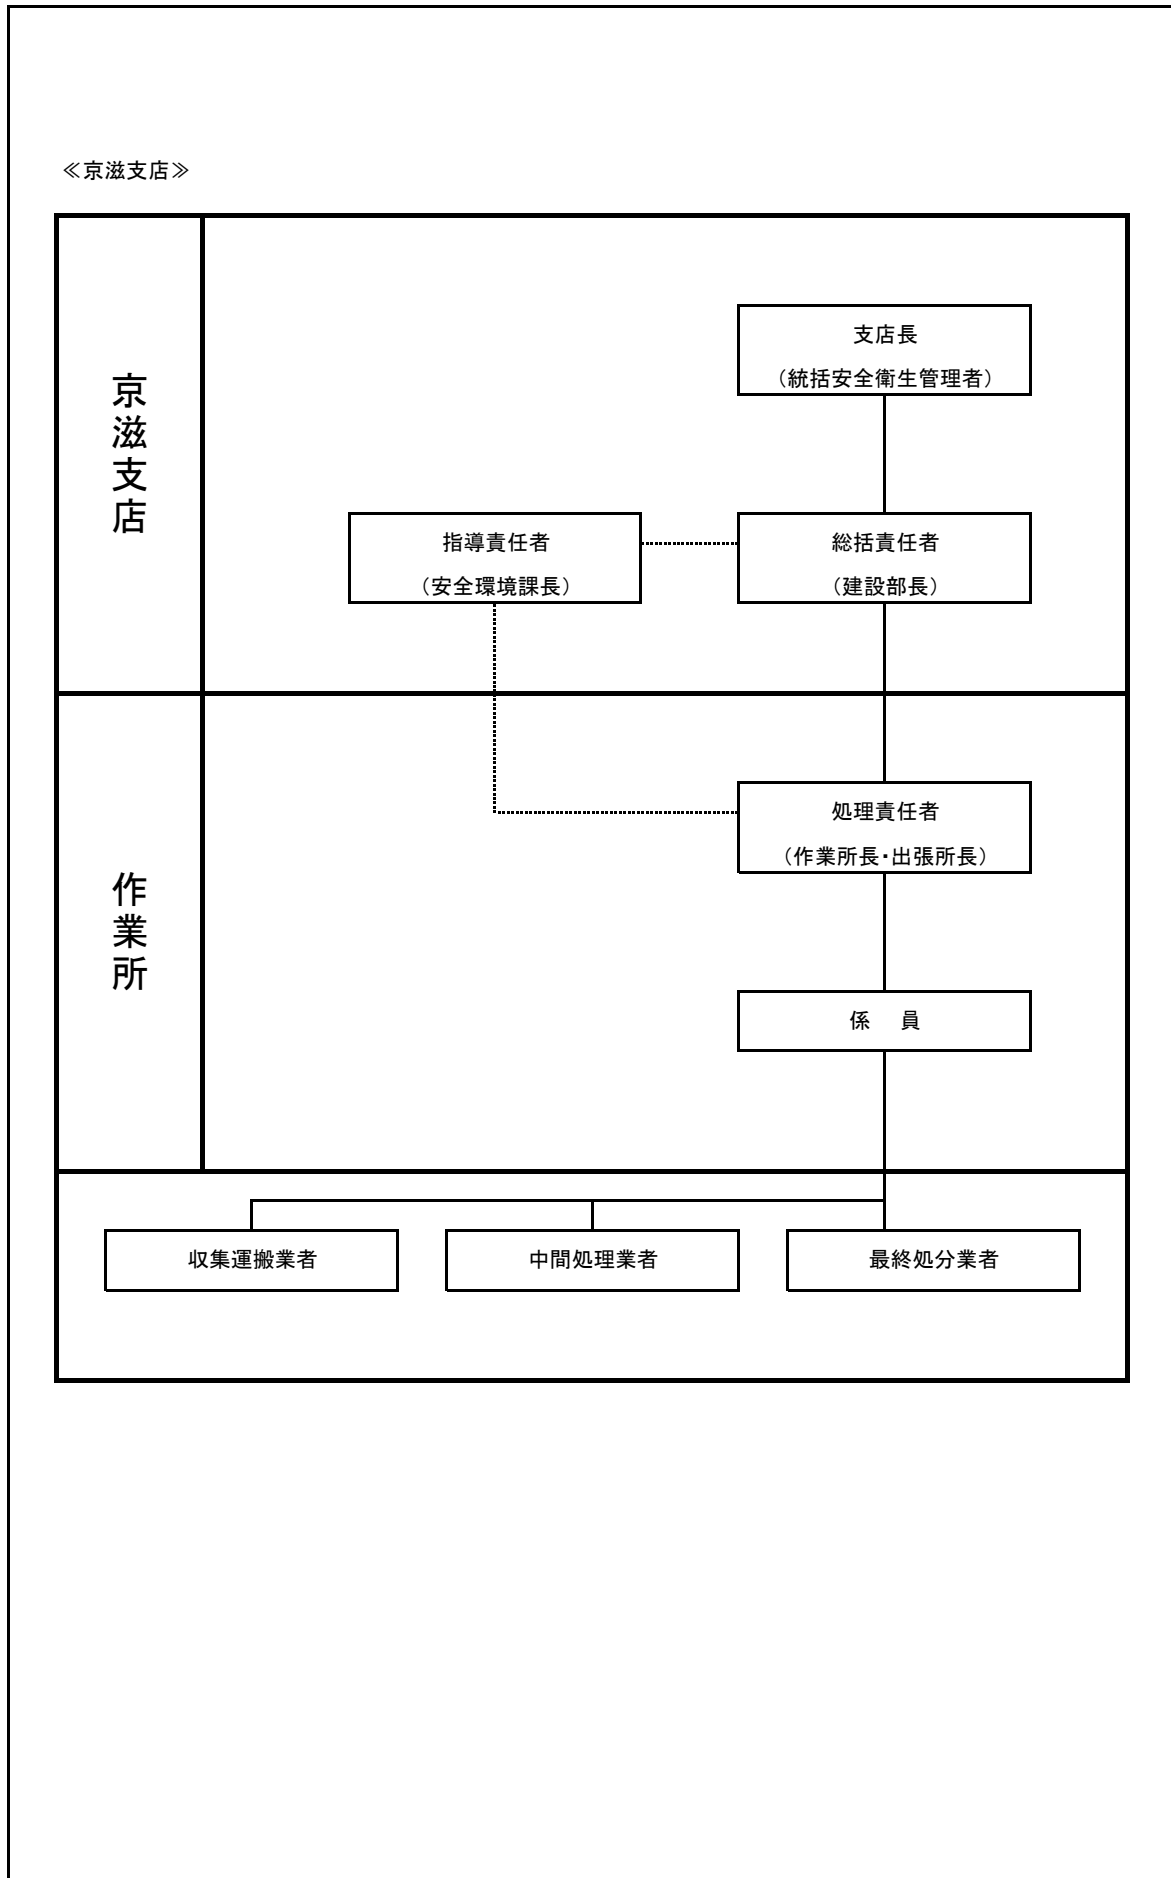 ≪京滋支店≫
京滋支店
支店長
（統括安全衛生管理者）
指導責任者
（安全環境課長）
総括責任者
（建設部長）
作業所
処理責任者
（作業所長・出張所長）
係　員
収集運搬業者
中間処理業者
最終処分業者